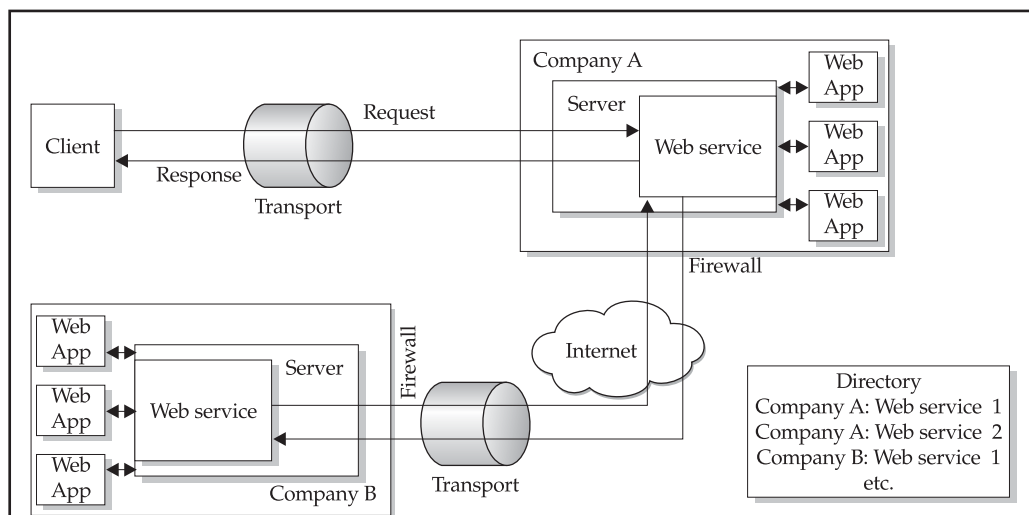 Company A
Web
App
Server
Web
App
Web
App
Web service
Client
Request
Response
Transport
Firewall
Web
App
Web
App
Web
App
Server
Web service
Company B
Firewall
Transport
Internet
Directory
Company A: Web service 1
Company A: Web service 2
Company B: Web service 1
etc.